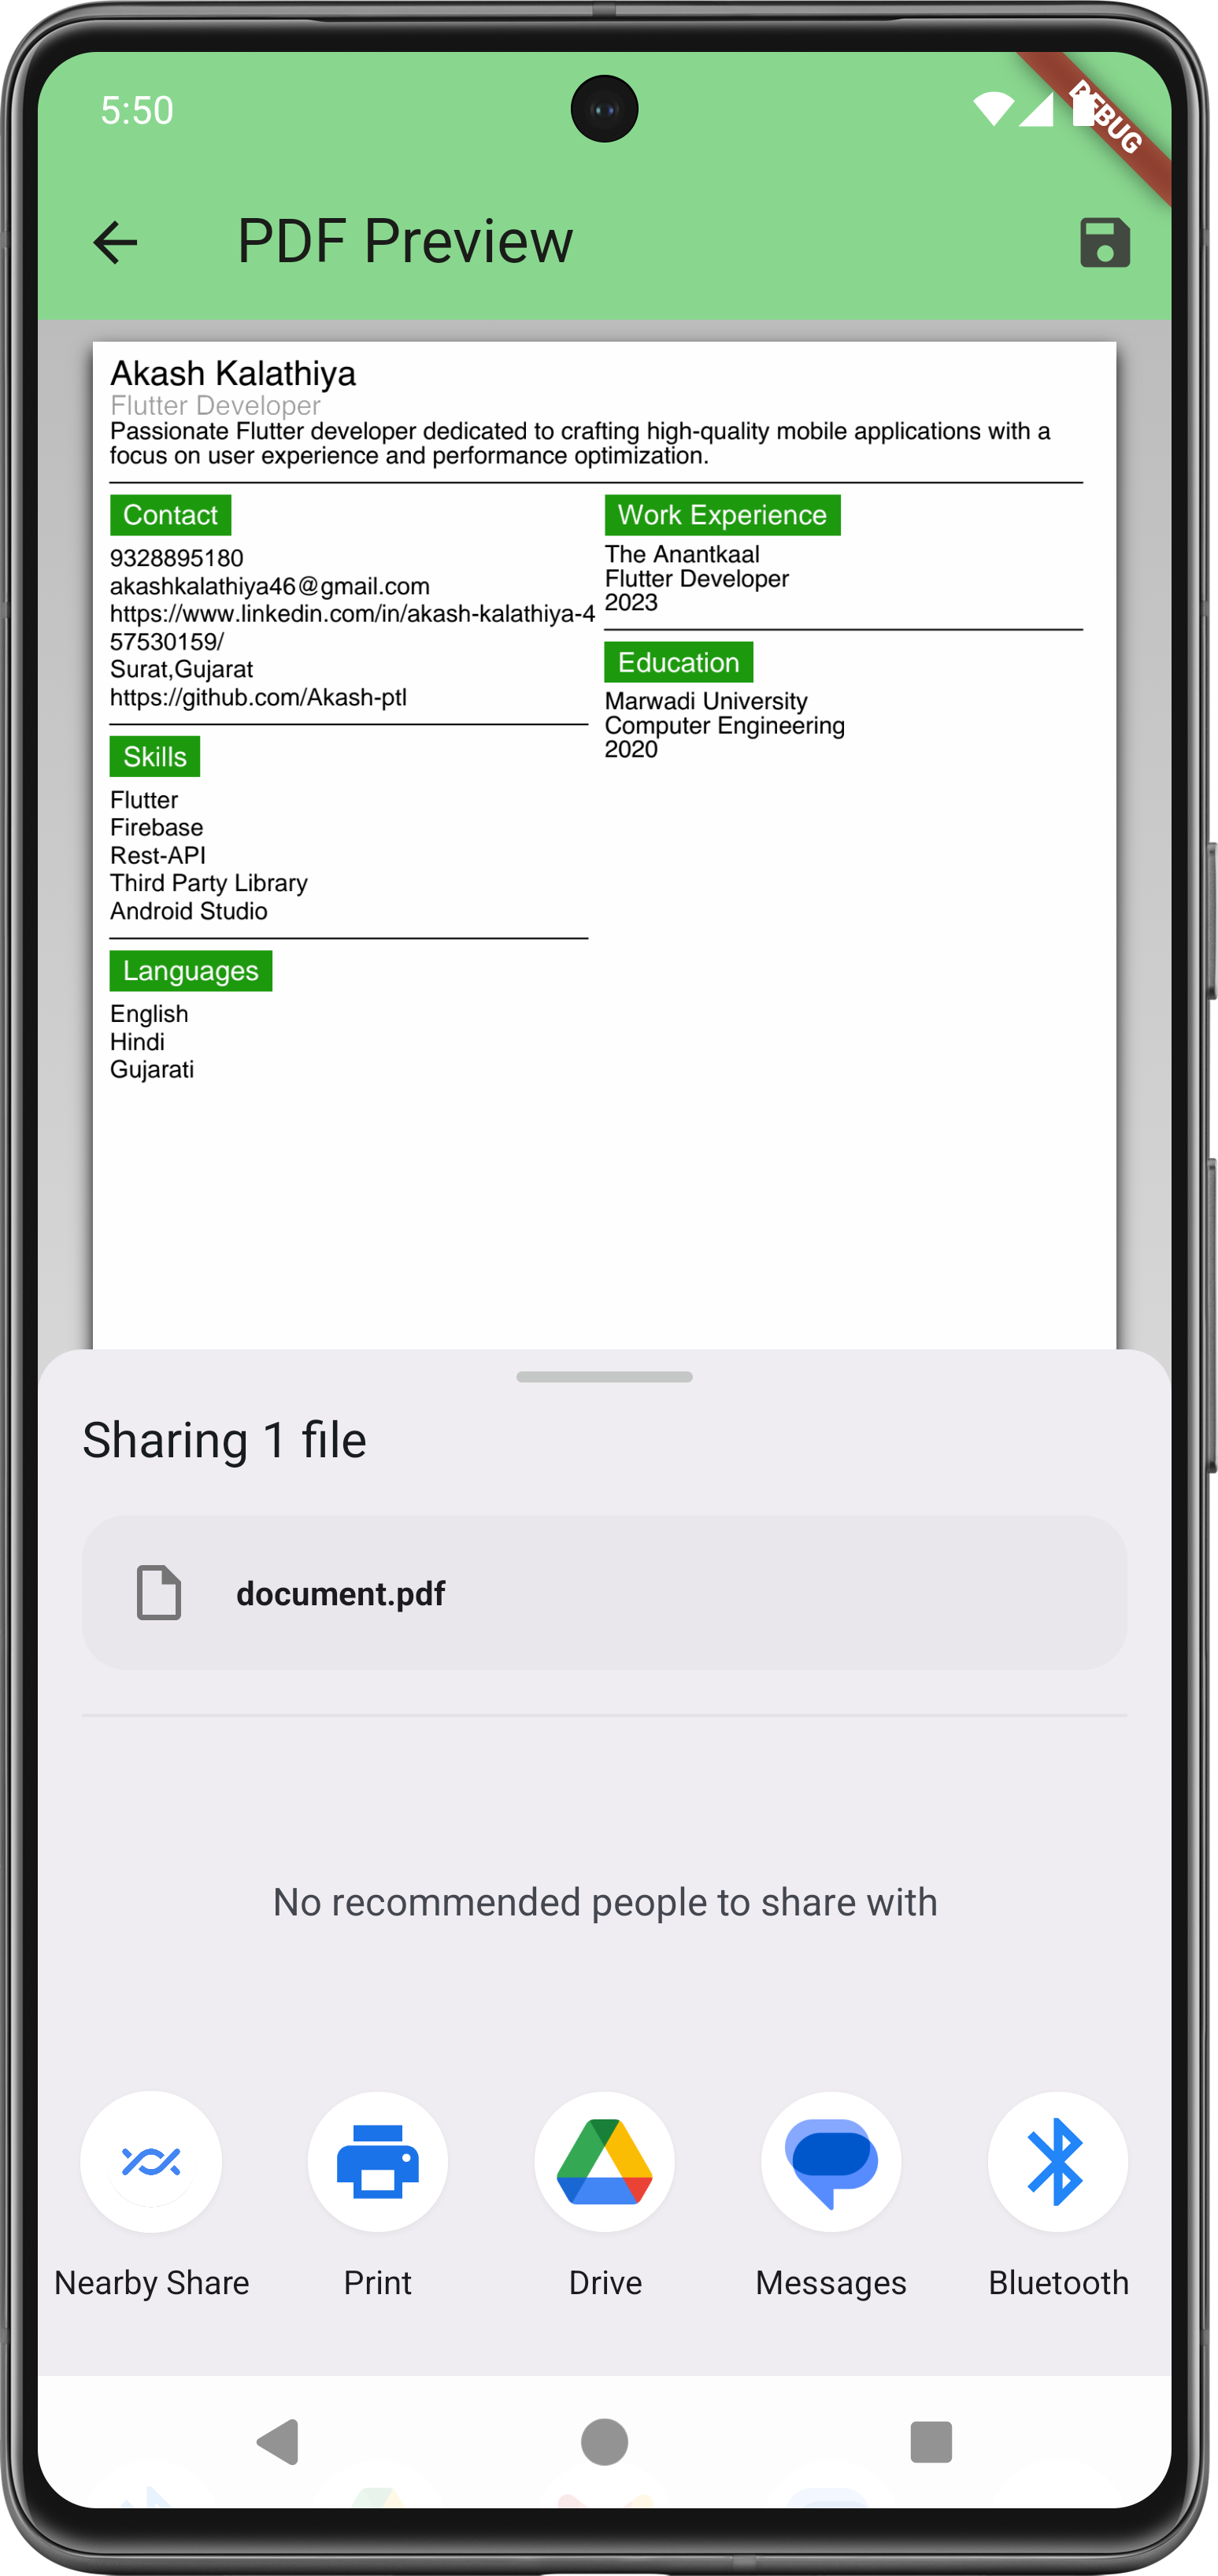 5:50
DEBUG
PDF Preview
Akash Kalathiya
Flutter Developer
Passionate Flutter developer dedicated to crafting high-quality mobile applications with a
focus on user experience and performance optimization.
Contact
9328895180
akashkalathiya46@gmail.com
https://www.linkedin.com/in/akash-kalathiya-4
57530159/
Surat,Gujarat
https://github.com/Akash-ptl
Skills
Flutter
Firebase
Rest-API
Third Party Library
Android Studio
Languages
English
Hindi
Gujarati
Work Experience
The Anantkaal
Flutter Developer
2023
Education
Marwadi University
Computer Engineering
2020
Sharing 1 file
document.pdf
No recommended people to share with
Nearby Share
Print
Drive
Messages
Bluetooth